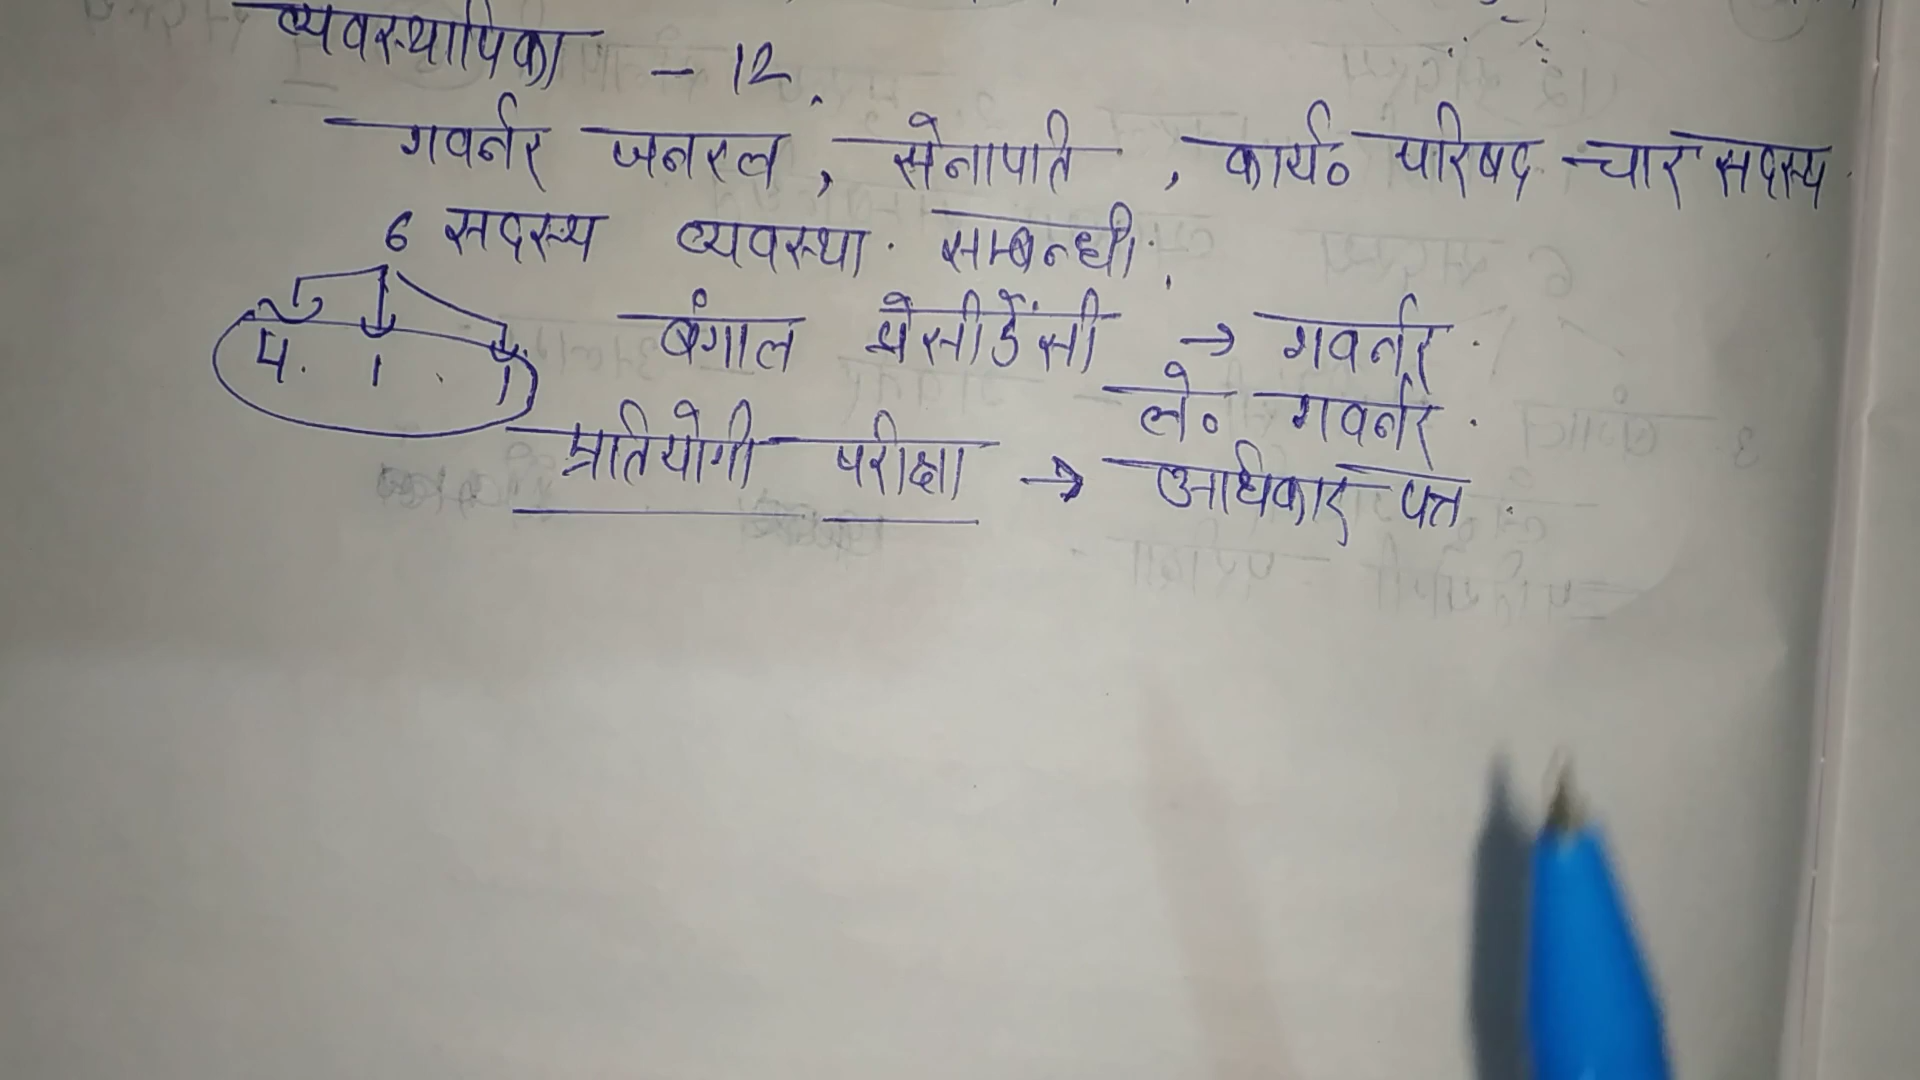 व्यवस्थापिका - 12.
गवर्नर जनरल , सेनापति , कार्य० परिषद चार सदस्य
6 सदस्य व्यवस्था. सम्बन्धी.
4. 1. 1
बंगाल प्रेसीडेंसी → गवर्नर.
ले० गवर्नर.
प्रतियोगी परीक्षा → अधिकार पत्र.